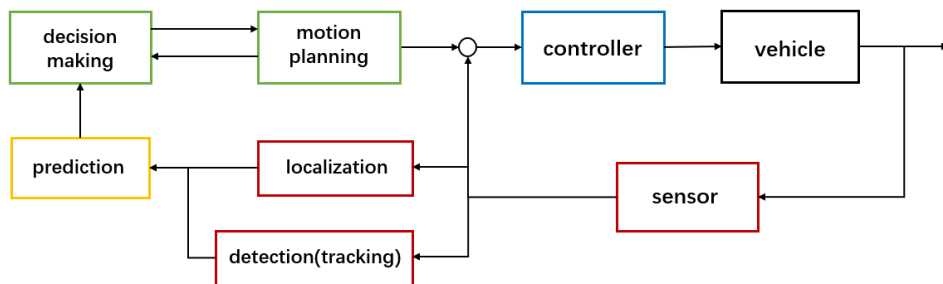 decision
making
motion
planning
controller
vehicle
prediction
localization
sensor
detection(tracking)